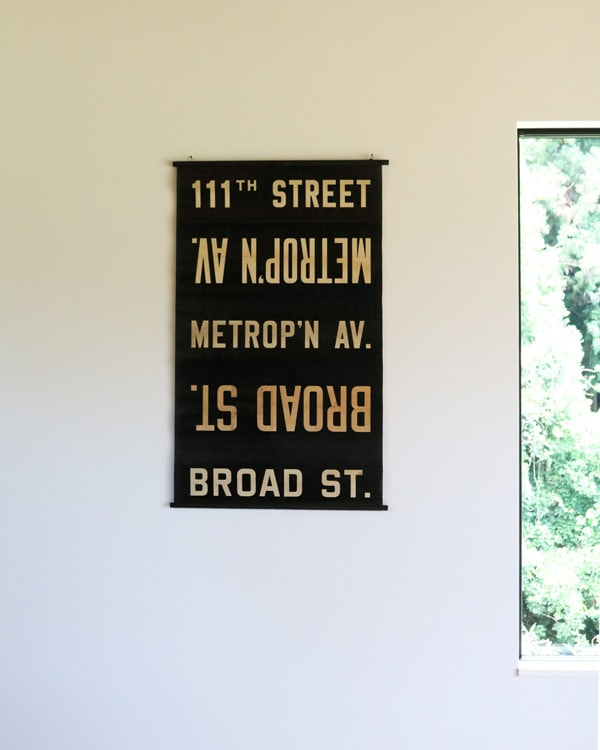 111TH STREET
METROP'N AV.
METROP'N AV.
BROAD ST.
BROAD ST.